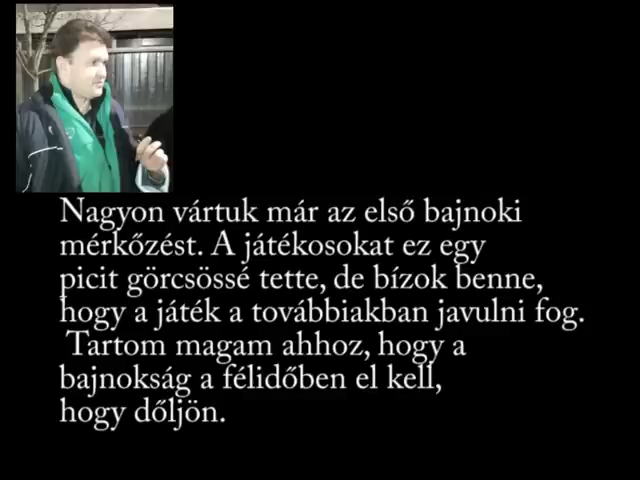 Nagyon vártuk már az első bajnoki
mérkőzést. A játékosokat ez egy
picit görcsössé tette, de bízok benne,
hogy a játék a továbbiakban javulni fog.
Tartom magam ahhoz, hogy a
bajnokság a félidőben el kell,
hogy dőljön.